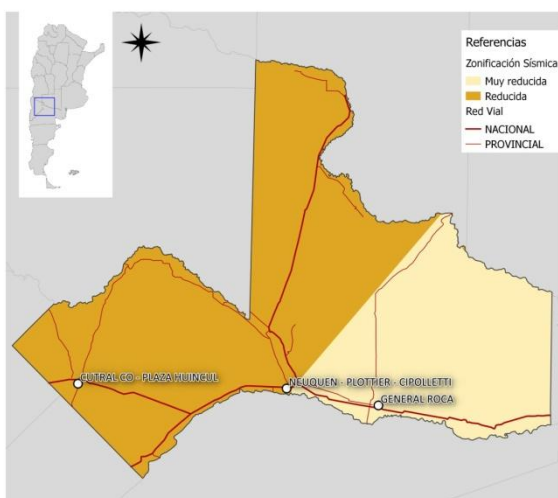 Referencias
Zonificación Sísmica
Muy reducida
Reducida
Red Vial
NACIONAL
PROVINCIAL
CUTRAL CO - PLAZA HUINCUL
NEUQUEN - PLOTTIER - CIPOLLETTI
GENERAL ROCA